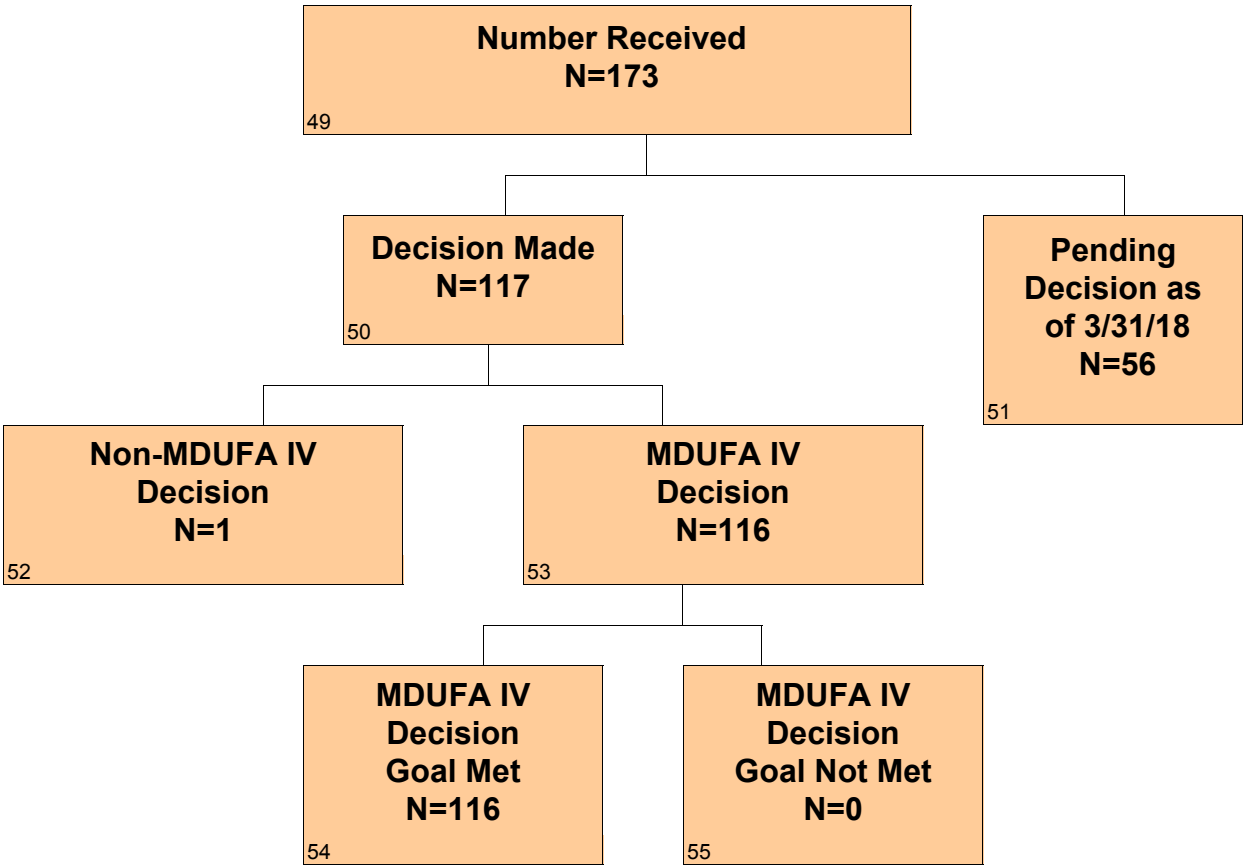 Number Received
N=173
49
Decision Made
N=117
50
Pending
Decision as
of 3/31/18
N=56
51
Non-MDUFA IV
Decision
N=1
52
MDUFA IV
Decision
N=116
53
MDUFA IV
Decision
Goal Met
N=116
54
MDUFA IV
Decision
Goal Not Met
N=0
55